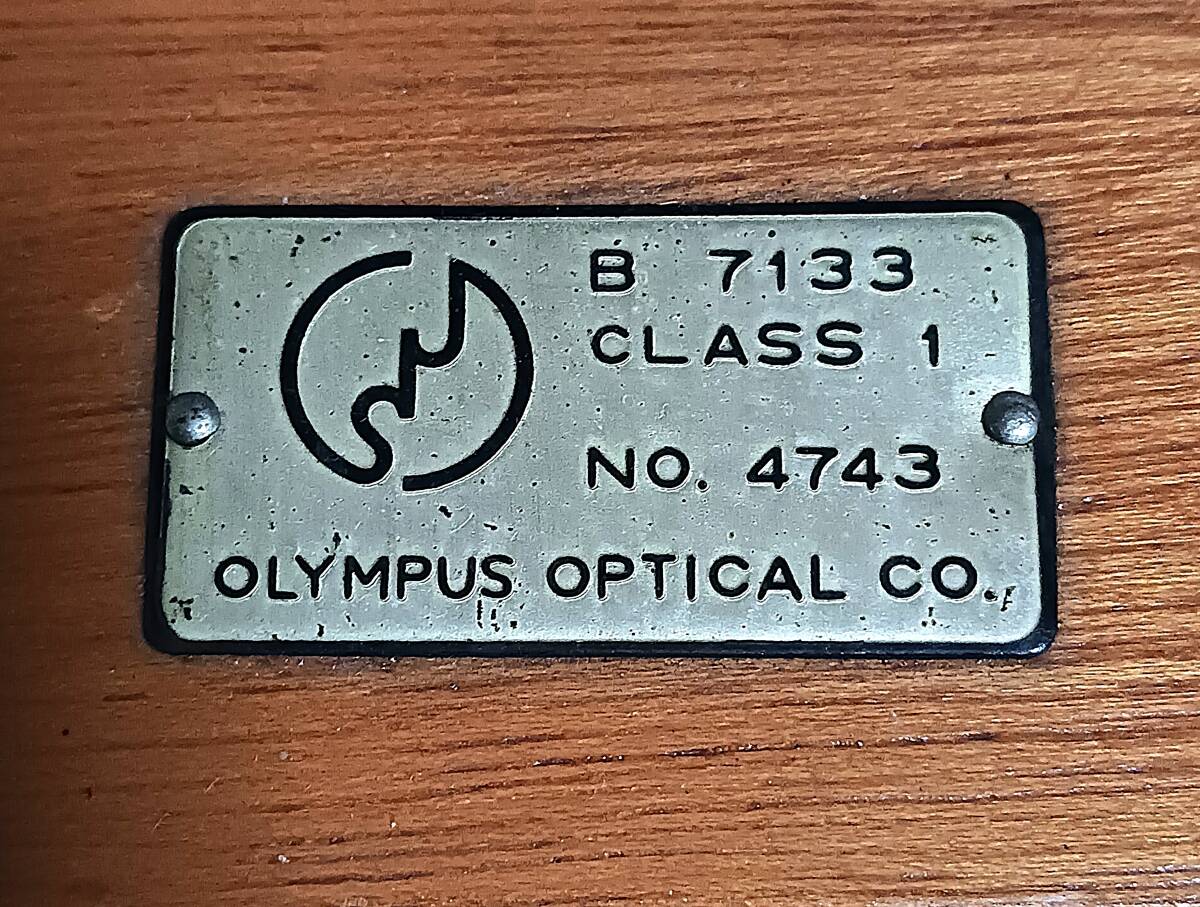 B 7133
CLASS 1
NO. 4743
OLYMPUS OPTICAL CO.